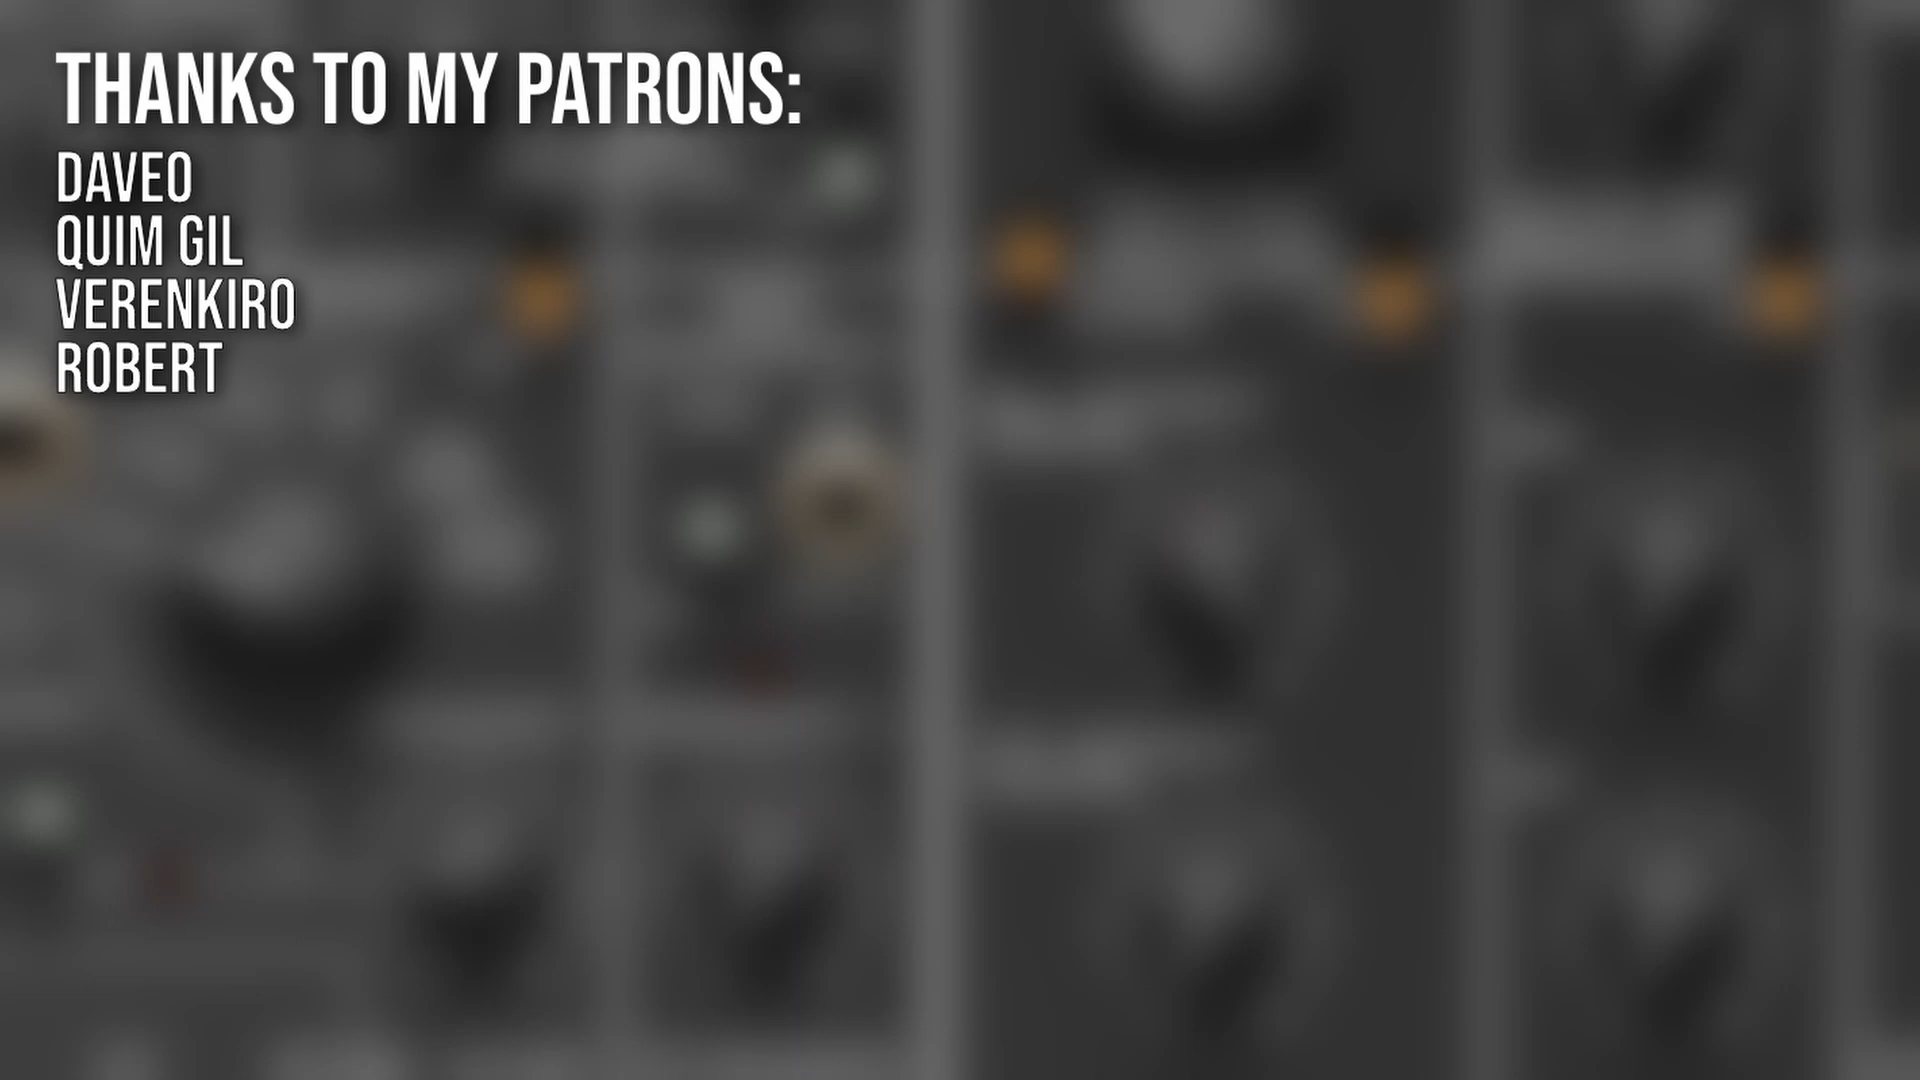 THANKS TO MY PATRONS:
DAVEO
QUIM GIL
VERENKIRO
ROBERT